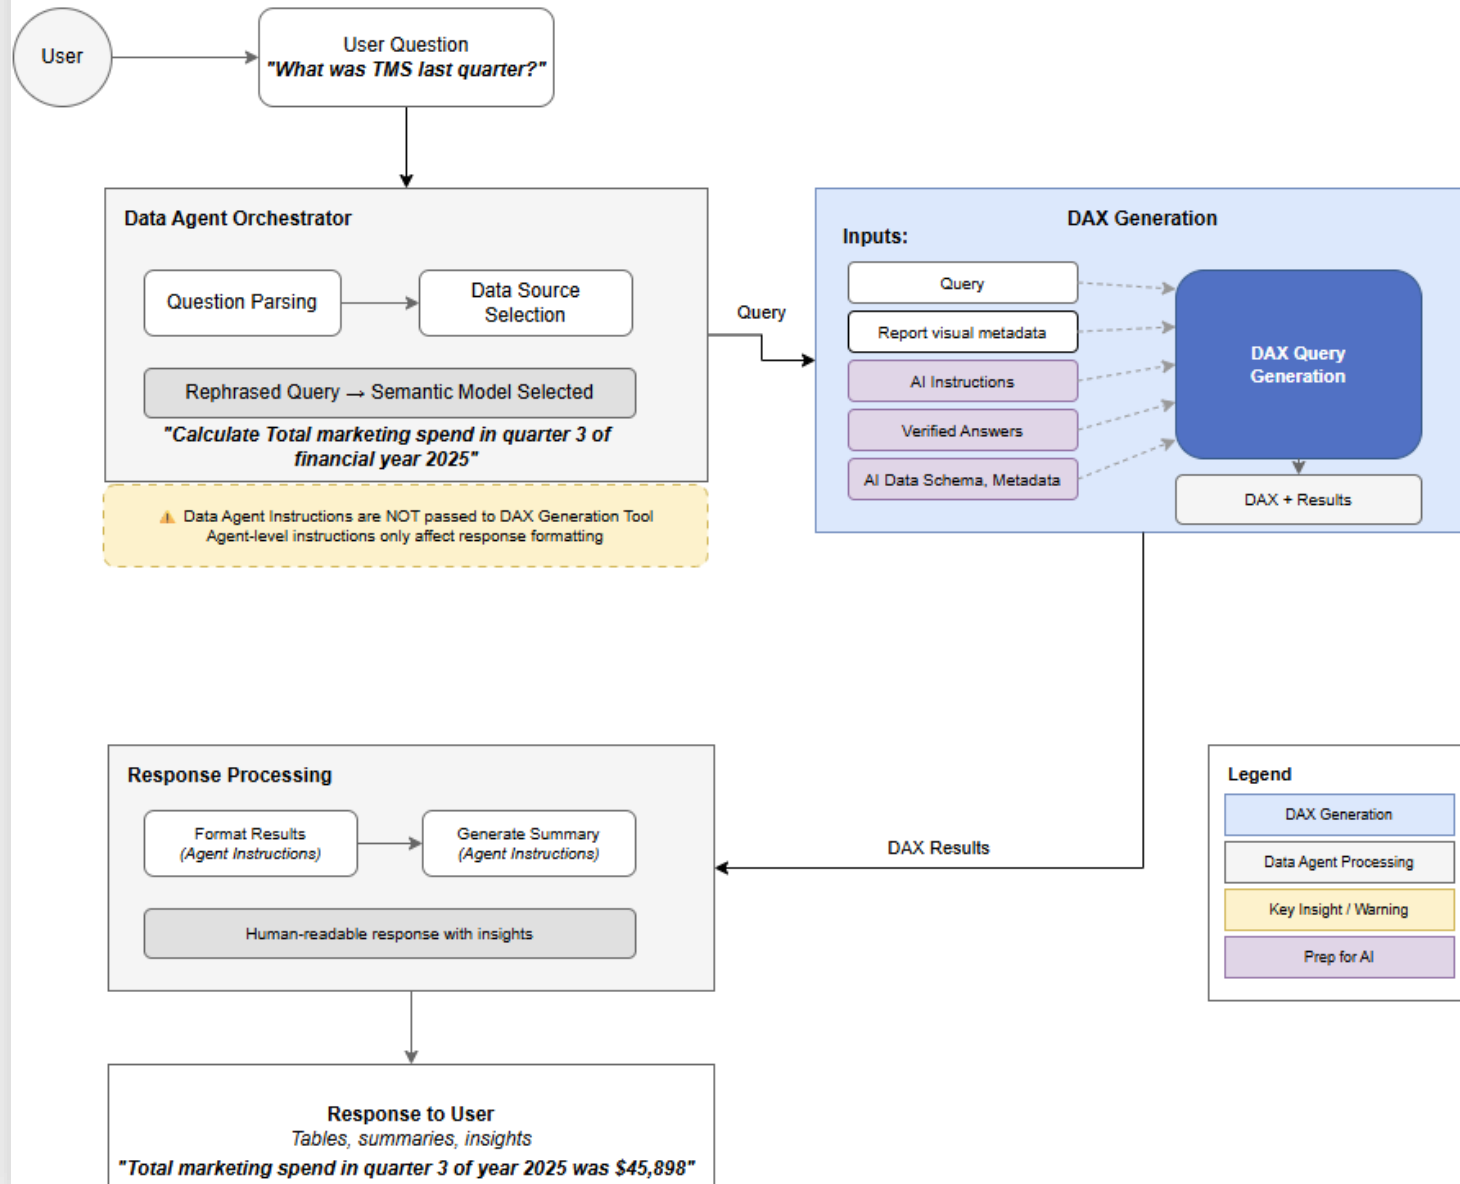 User
User Question
"What was TMS last quarter?"
Data Agent Orchestrator
Question Parsing
Data Source
Selection
Rephrased Query → Semantic Model Selected
"Calculate Total marketing spend in quarter 3 of
financial year 2025"
⚠ Data Agent Instructions are NOT passed to DAX Generation Tool
Agent-level instructions only affect response formatting
Query
DAX Generation
Inputs:
Query
Report visual metadata
AI Instructions
Verified Answers
AI Data Schema, Metadata
DAX Query
Generation
DAX + Results
DAX Results
Response Processing
Format Results
(Agent Instructions)
Generate Summary
(Agent Instructions)
Human-readable response with insights
Legend
DAX Generation
Data Agent Processing
Key Insight / Warning
Prep for AI
Response to User
Tables, summaries, insights
"Total marketing spend in quarter 3 of year 2025 was $45,898"